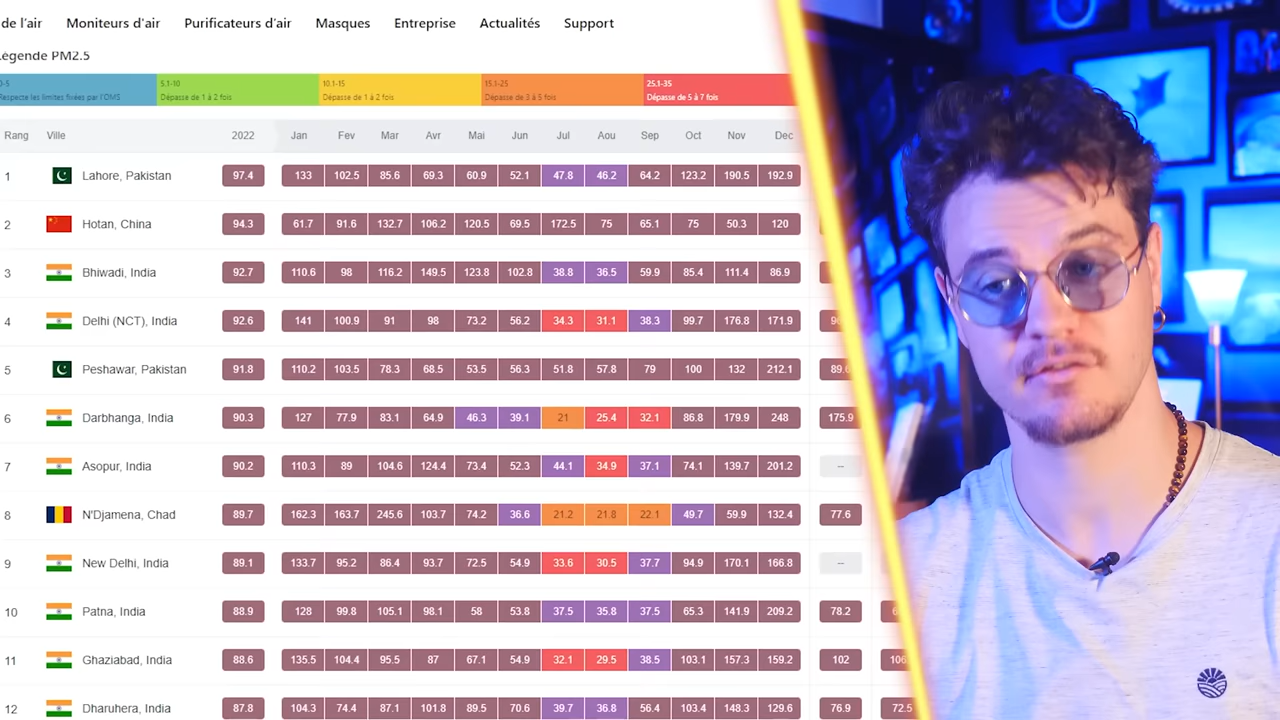 de l'air Moniteurs d'air Purificateurs d'air Masques Entreprise Actualités Support
Légende PM2.5
0-5 5.1-10 10.1-15 15.1-25 25.1-35
Respecte les limites fixées par l'OMS Dépasse de 1 à 2 fois Dépasse de 1 à 2 fois Dépasse de 3 à 5 fois Dépasse de 5 à 7 fois
Rang Ville 2022 Jan Fev Mar Avr Mai Jun Jul Aou Sep Oct Nov Dec
1 Lahore, Pakistan 97.4 133 102.5 85.6 69.3 60.9 52.1 47.8 46.2 64.2 123.2 190.5 192.9
2 Hotan, China 94.3 61.7 91.6 132.7 106.2 120.5 69.5 172.5 75 65.1 75 50.3 120
3 Bhiwadi, India 92.7 110.6 98 116.2 149.5 123.8 102.8 38.8 36.5 59.9 85.4 111.4 86.9
4 Delhi (NCT), India 92.6 141 100.9 91 98 73.2 56.2 34.3 31.1 38.3 99.7 176.8 171.9
5 Peshawar, Pakistan 91.8 110.2 103.5 78.3 68.5 53.5 56.3 51.8 57.8 79 100 132 212.1 89.6
6 Darbhanga, India 90.3 127 77.9 83.1 64.9 46.3 39.1 21 25.4 32.1 86.8 179.9 248 175.9
7 Asopur, India 90.2 110.3 89 104.6 124.4 73.4 52.3 44.1 34.9 37.1 74.1 139.7 201.2 --
8 N'Djamena, Chad 89.7 162.3 163.7 245.6 103.7 74.2 36.6 21.2 21.8 22.1 49.7 59.9 132.4 77.6
9 New Delhi, India 89.1 133.7 95.2 86.4 93.7 72.5 54.9 33.6 30.5 37.7 94.9 170.1 166.8 --
10 Patna, India 88.9 128 99.8 105.1 98.1 58 53.8 37.5 35.8 37.5 65.3 141.9 209.2 78.2
11 Ghaziabad, India 88.6 135.5 104.4 95.5 87 67.1 54.9 32.1 29.5 38.5 103.1 157.3 159.2 102 106
12 Dharuhera, India 87.8 104.3 74.4 87.1 101.8 89.5 70.6 39.7 36.8 56.4 103.4 148.3 129.6 76.9 72.5